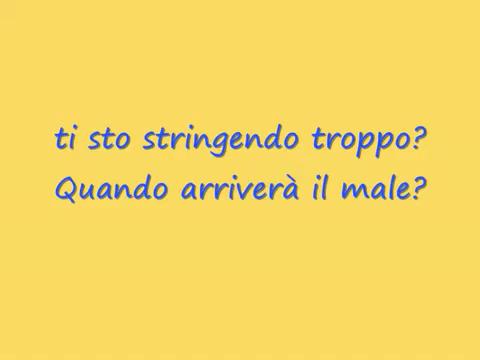 ti sto stringendo troppo?
Quando arriverà il male?